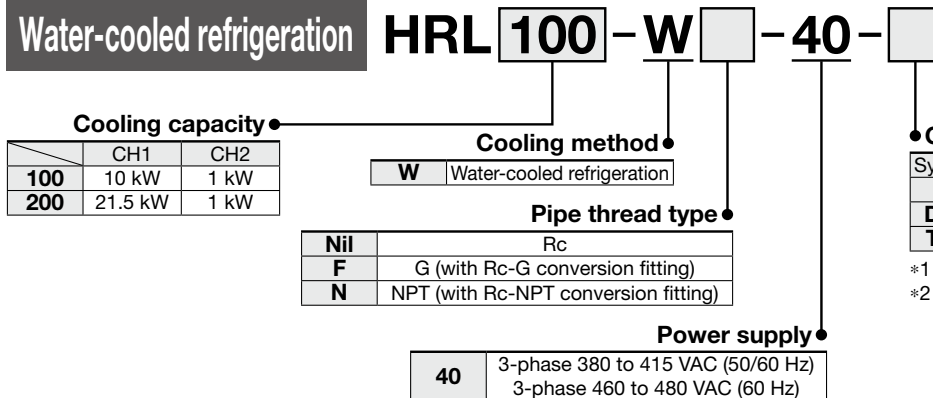 Water-cooled refrigeration HRL 100 - W - 40 -
Cooling capacity
CH1 CH2
100 10 kW 1 kW
200 21.5 kW 1 kW
Cooling method
W Water-cooled refrigeration
Pipe thread type
Nil Rc
F G (with Rc-G conversion fitting)
N NPT (with Rc-NPT conversion fitting)
Power supply
40 3-phase 380 to 415 VAC (50/60 Hz)
3-phase 460 to 480 VAC (60 Hz)
*1
*2